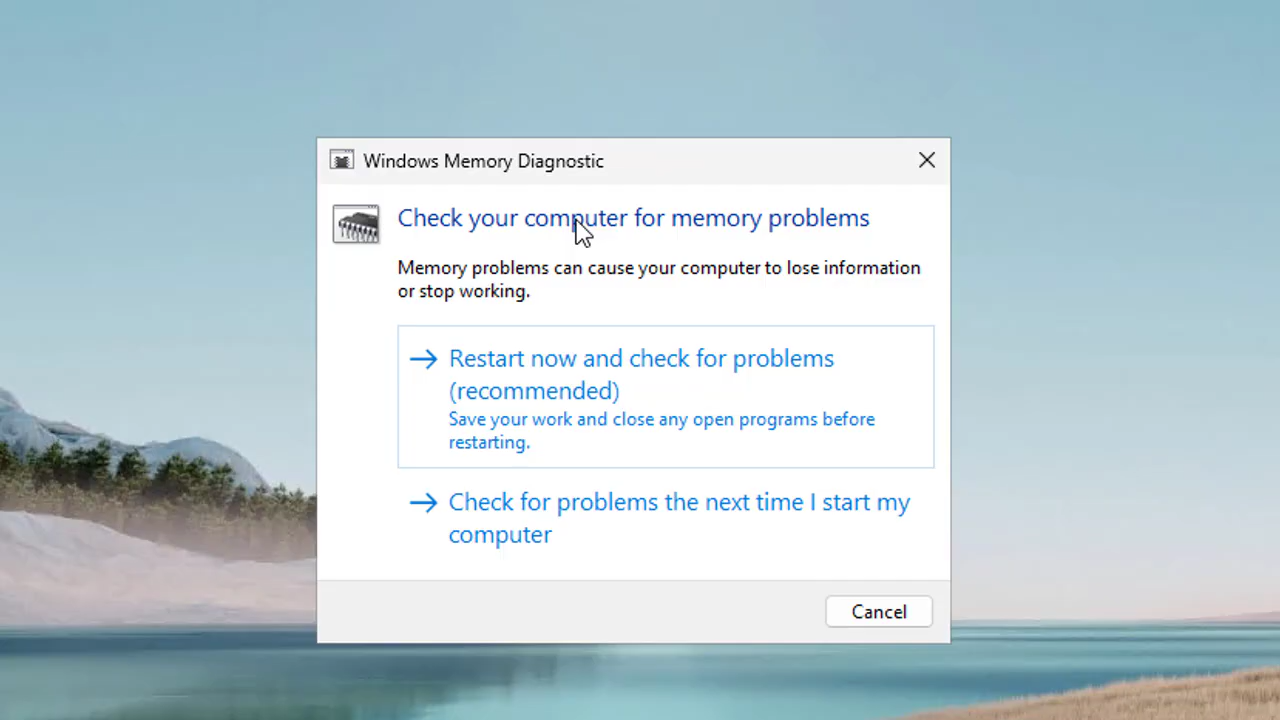 Windows Memory Diagnostic
Check your computer for memory problems
Memory problems can cause your computer to lose information
or stop working.
Restart now and check for problems
(recommended)
Save your work and close any open programs before
restarting.
Check for problems the next time I start my
computer
Cancel